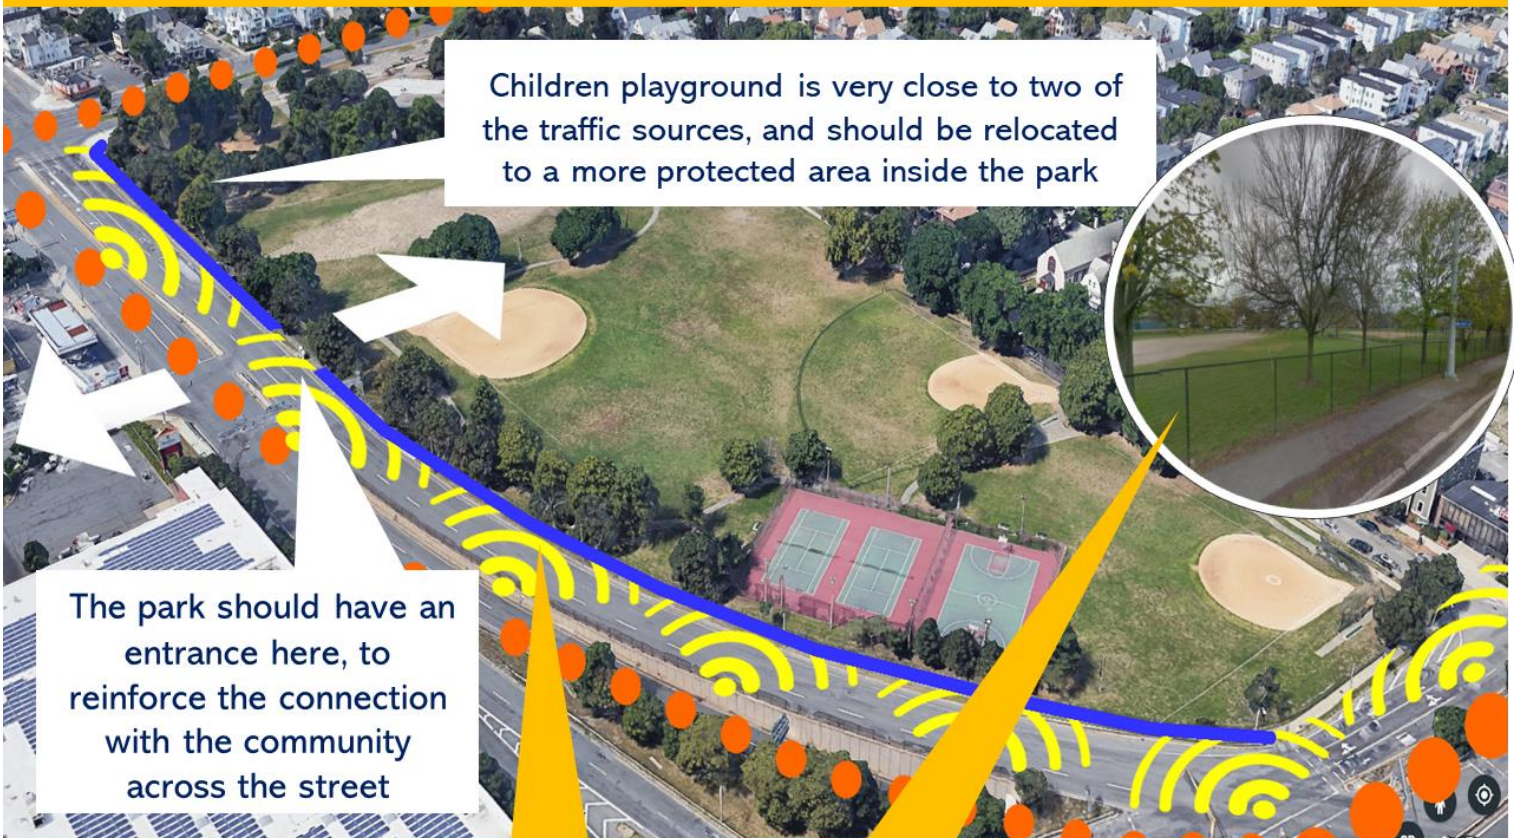 Children playground is very close to two of
the traffic sources, and should be relocated
to a more protected area inside the park
The park should have an
entrance here, to
reinforce the connection
with the community
across the street